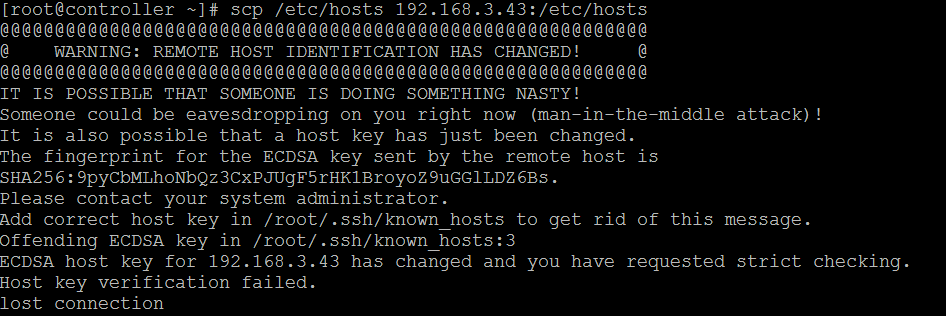 [root@controller ~]# scp /etc/hosts 192.168.3.43:/etc/hosts
@@@@@@@@@@@@@@@@@@@@@@@@@@@@@@@@@@@@@@@@@@@@@@@@@@@@@@@@@@@
@    WARNING: REMOTE HOST IDENTIFICATION HAS CHANGED!     @
@@@@@@@@@@@@@@@@@@@@@@@@@@@@@@@@@@@@@@@@@@@@@@@@@@@@@@@@@@@
IT IS POSSIBLE THAT SOMEONE IS DOING SOMETHING NASTY!
Someone could be eavesdropping on you right now (man-in-the-middle attack)!
It is also possible that a host key has just been changed.
The fingerprint for the ECDSA key sent by the remote host is
SHA256:9pyCbMLhoNbQz3CxPJUgF5rHK1BroyoZ9uGGlLDZ6Bs.
Please contact your system administrator.
Add correct host key in /root/.ssh/known_hosts to get rid of this message.
Offending ECDSA key in /root/.ssh/known_hosts:3
ECDSA host key for 192.168.3.43 has changed and you have requested strict checking.
Host key verification failed.
lost connection